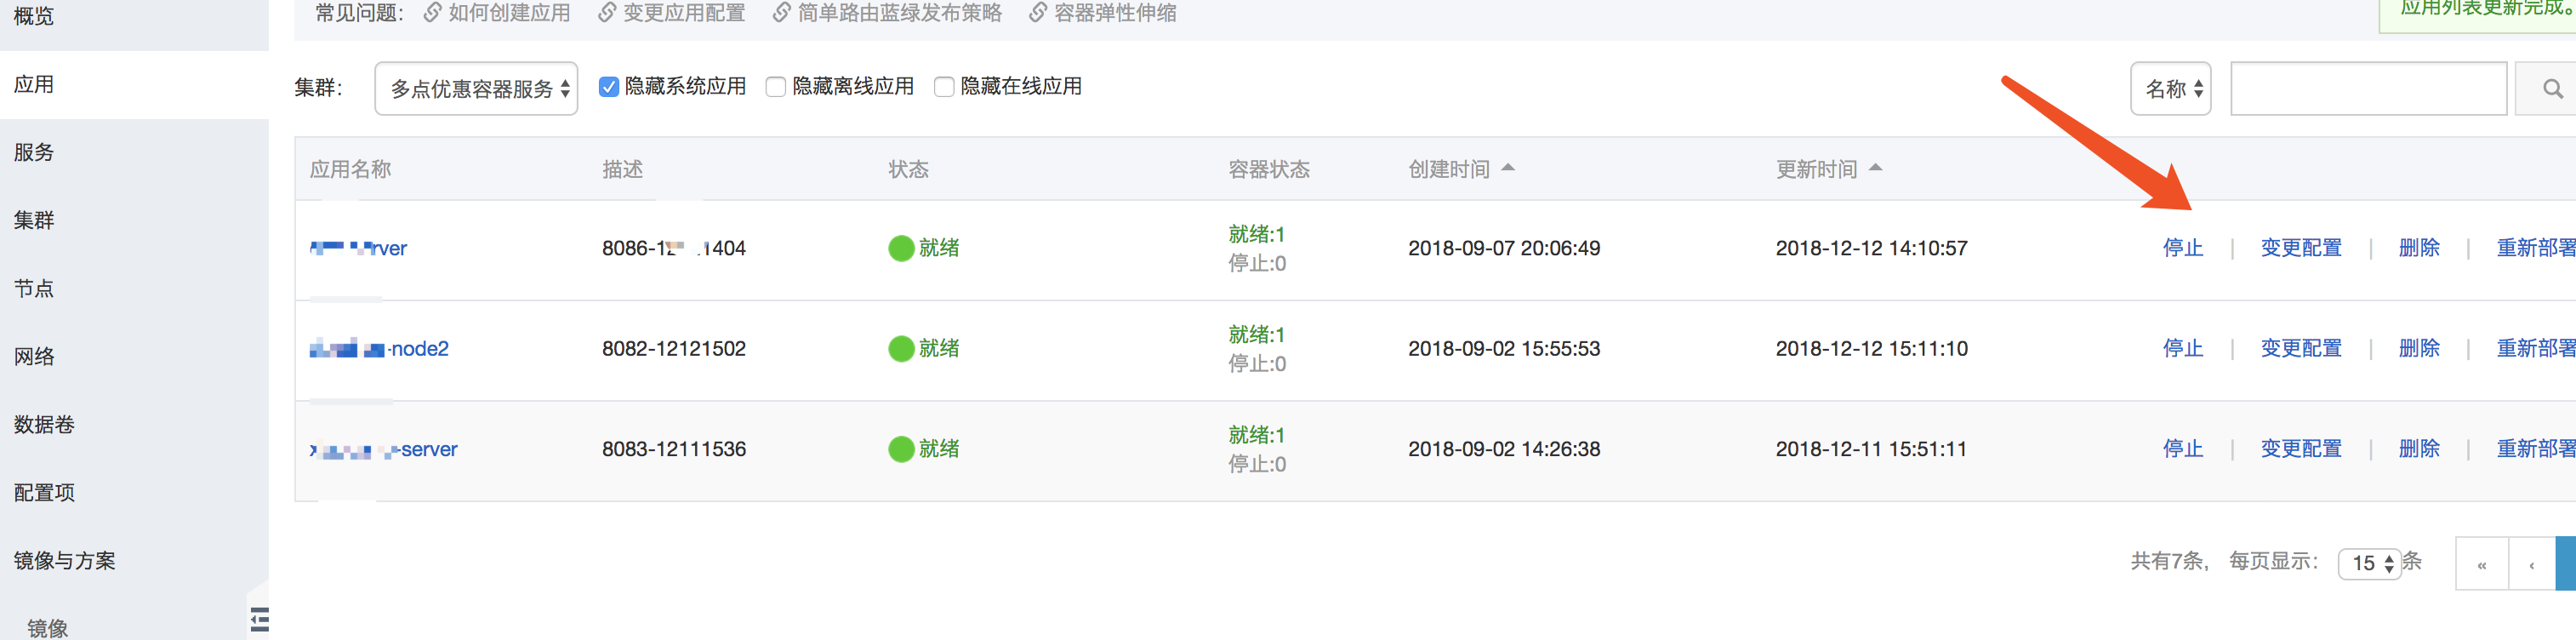 概览
应用
服务
集群
节点
网络
数据卷
配置项
镜像与方案
镜像
常见问题： 如何创建应用 变更应用配置 简单路由蓝绿发布策略 容器弹性伸缩
应用列表更新完成。
集群： 多点优惠容器服务 隐藏系统应用 隐藏离线应用 隐藏在线应用 名称
应用名称 描述 状态 容器状态 创建时间 更新时间
rver 8086-12 1404 就绪 就绪:1 停止:0 2018-09-07 20:06:49 2018-12-12 14:10:57 停止 | 变更配置 | 删除 | 重新部署
-node2 8082-12121502 就绪 就绪:1 停止:0 2018-09-02 15:55:53 2018-12-12 15:11:10 停止 | 变更配置 | 删除 | 重新部署
x -server 8083-12111536 就绪 就绪:1 停止:0 2018-09-02 14:26:38 2018-12-11 15:51:11 停止 | 变更配置 | 删除 | 重新部署
共有7条， 每页显示： 15 条 « ‹